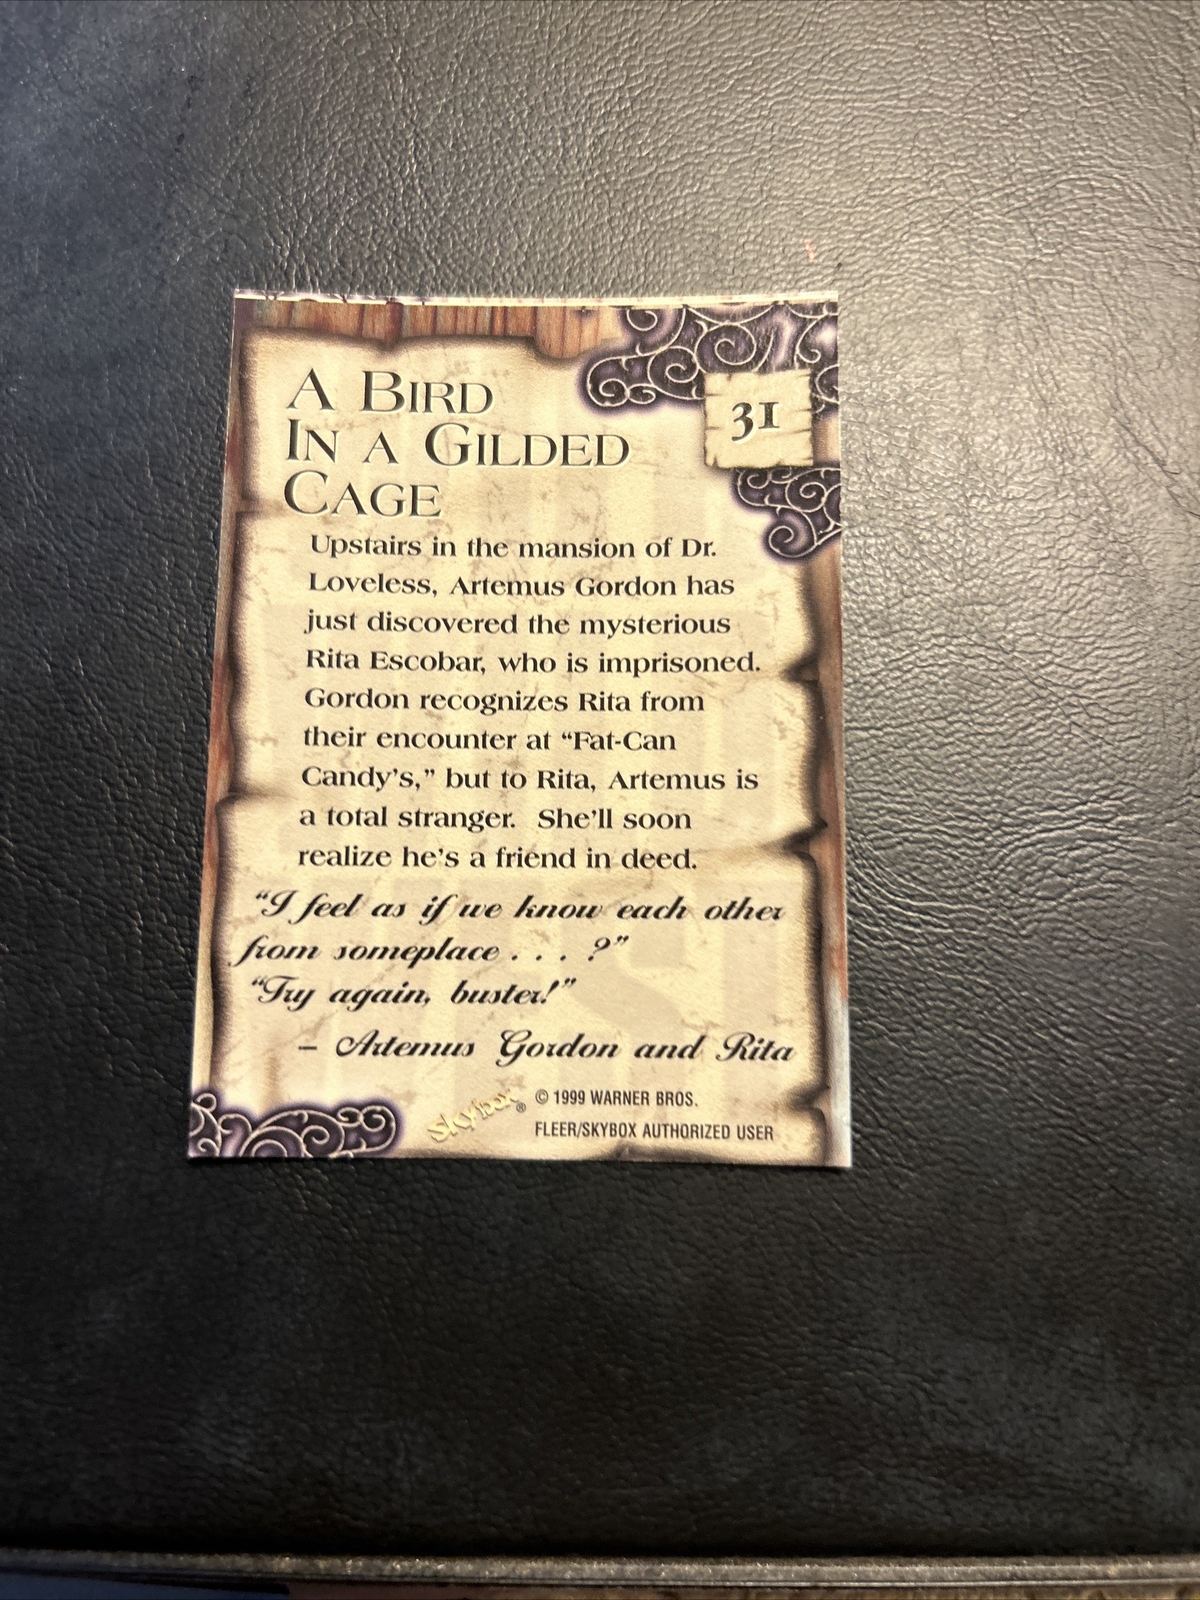 A BIRD
IN A GILDED
CAGE
31
Upstairs in the mansion of Dr.
Loveless, Artemus Gordon has
just discovered the mysterious
Rita Escobar, who is imprisoned.
Gordon recognizes Rita from
their encounter at “Fat-Can
Candy’s,” but to Rita, Artemus is
a total stranger. She’ll soon
realize he’s a friend in deed.
“I feel as if we know each other
from someplace . . . ?”
“Try again, buster!”
– Artemus Gordon and Rita
skybox®
© 1999 WARNER BROS.
FLEER/SKYBOX AUTHORIZED USER